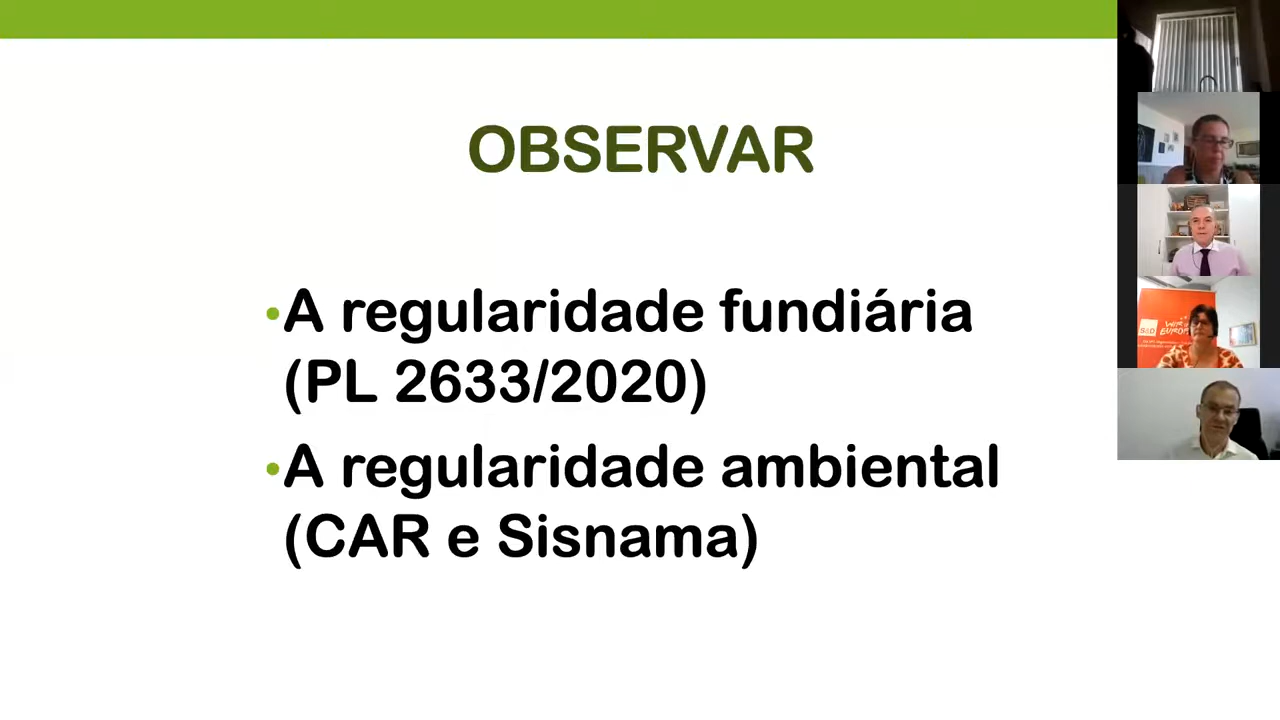 OBSERVAR
•A regularidade fundiária
(PL 2633/2020)
•A regularidade ambiental
(CAR e Sisnama)
S&D